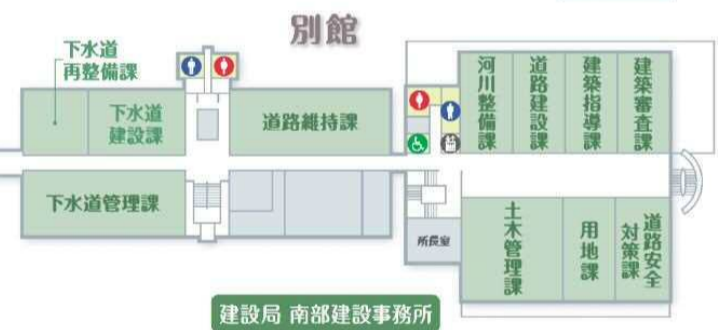 別館
下水道
再整備課
下水道
建設課
道路維持課
河川整備課
道路建設課
建築指導課
建築審査課
下水道管理課
所長室
土木管理課
用地課
道路安全
対策課
建設局 南部建設事務所